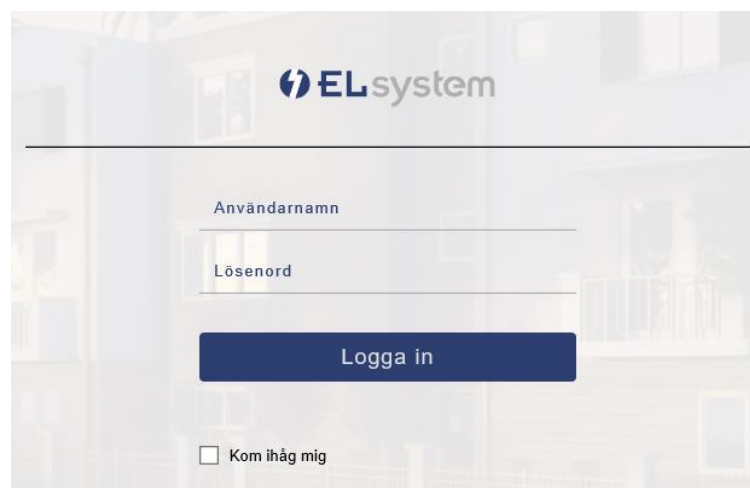 ELsystem
Användarnamn
Lösenord
Logga in
Kom ihåg mig